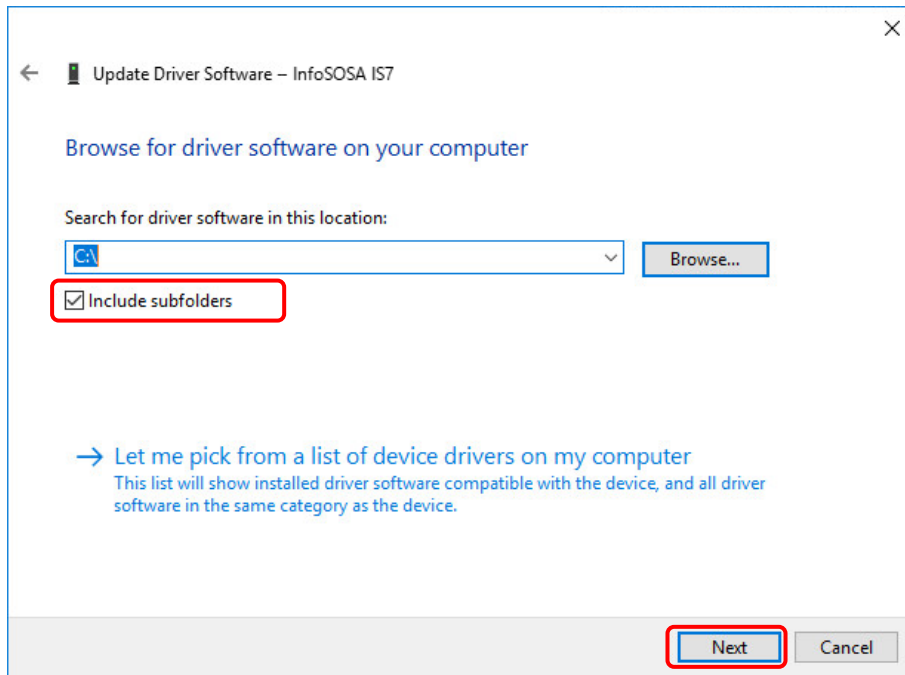 Update Driver Software – InfoSOSA IS7
Browse for driver software on your computer
Search for driver software in this location:
C:\
Browse...
Include subfolders
Let me pick from a list of device drivers on my computer
This list will show installed driver software compatible with the device, and all driver
software in the same category as the device.
Next
Cancel